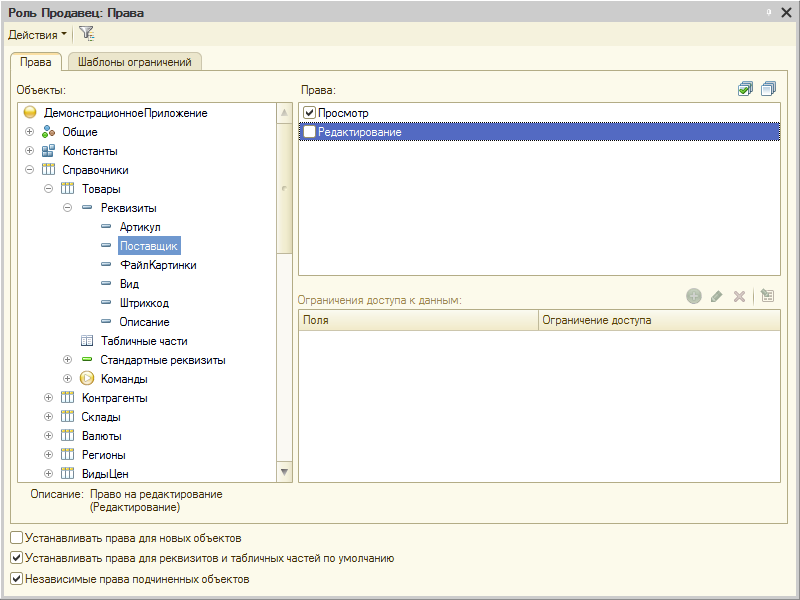 Роль Продавец: Права
Действия
Права
Шаблоны ограничений
Объекты:
ДемонстрационноеПриложение
Общие
Константы
Справочники
Товары
Реквизиты
Артикул
Поставщик
ФайлКартинки
Вид
Штрихкод
Описание
Табличные части
Стандартные реквизиты
Команды
Контрагенты
Склады
Валюты
Регионы
ВидыЦен
Права:
Просмотр
Редактирование
Ограничения доступа к данным:
Поля
Ограничение доступа
Описание: Право на редактирование
(Редактирование)
Устанавливать права для новых объектов
Устанавливать права для реквизитов и табличных частей по умолчанию
Независимые права подчиненных объектов